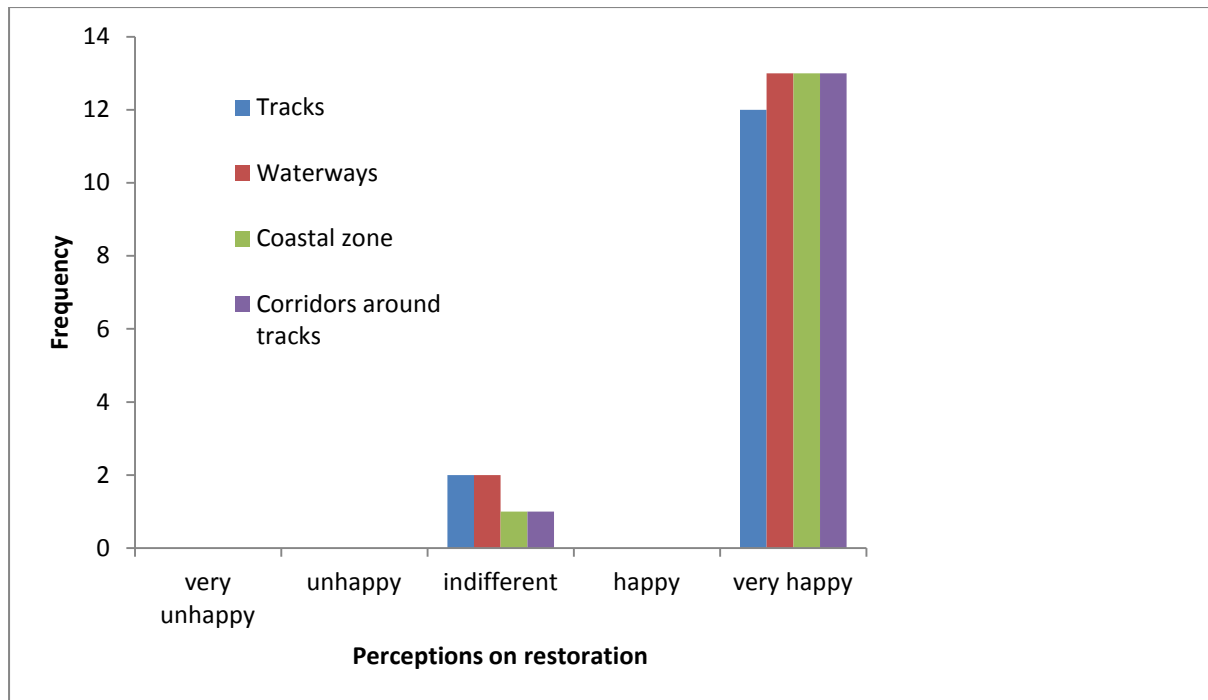 14
12
10
8
6
4
2
0
Frequency
Tracks
Waterways
Coastal zone
Corridors around
tracks
very
unhappy
unhappy
indifferent
happy
very happy
Perceptions on restoration